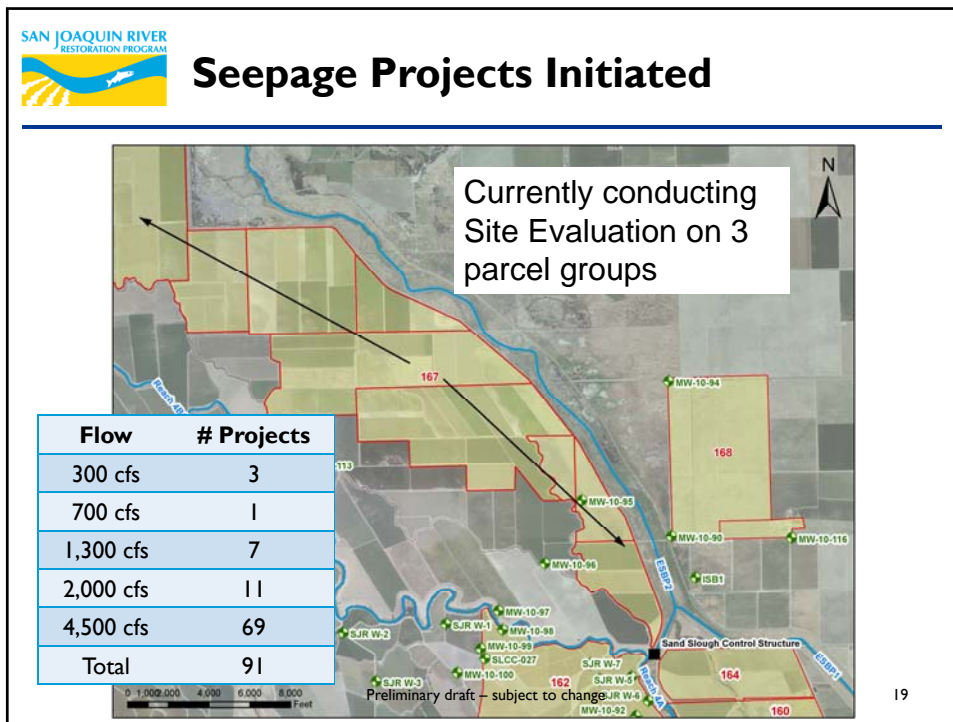 SAN JOAQUIN RIVER
RESTORATION PROGRAM
Seepage Projects Initiated
Currently conducting
Site Evaluation on 3
parcel groups
N
167
168
MW-10-94
MW-10-95
MW-10-90
MW-10-116
MW-10-96
ISB1
ESBP2
Flow # Projects
300 cfs 3
700 cfs 1
1,300 cfs 7
2,000 cfs 11
4,500 cfs 69
Total 91
MW-10-97
SJR W-1
MW-10-98
SJR W-2
MW-10-99
SLCC-027
MW-10-100
SJR W-3
162
Sand Slough Control Structure
SJR W-7
SJR W-5
SJR W-6
MW-10-92
Reach 4A
164
160
ESBP1
0 1,000 2,000 4,000 6,000 8,000
Feet
Preliminary draft – subject to change
19